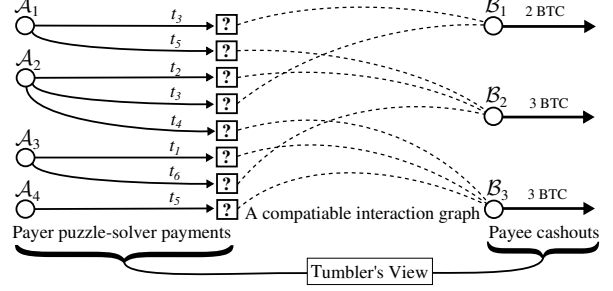 𝒜1 t3 ? ℬ1 2 BTC
t5 ?
𝒜2 t2 ?
t3 ? ℬ2 3 BTC
t4 ?
𝒜3 t1 ?
t6 ? ℬ3 3 BTC
𝒜4 t5 ? A compatiable interaction graph
Payer puzzle-solver payments Payee cashouts
Tumbler's View